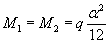 M₁ = M₂ = q α²/12